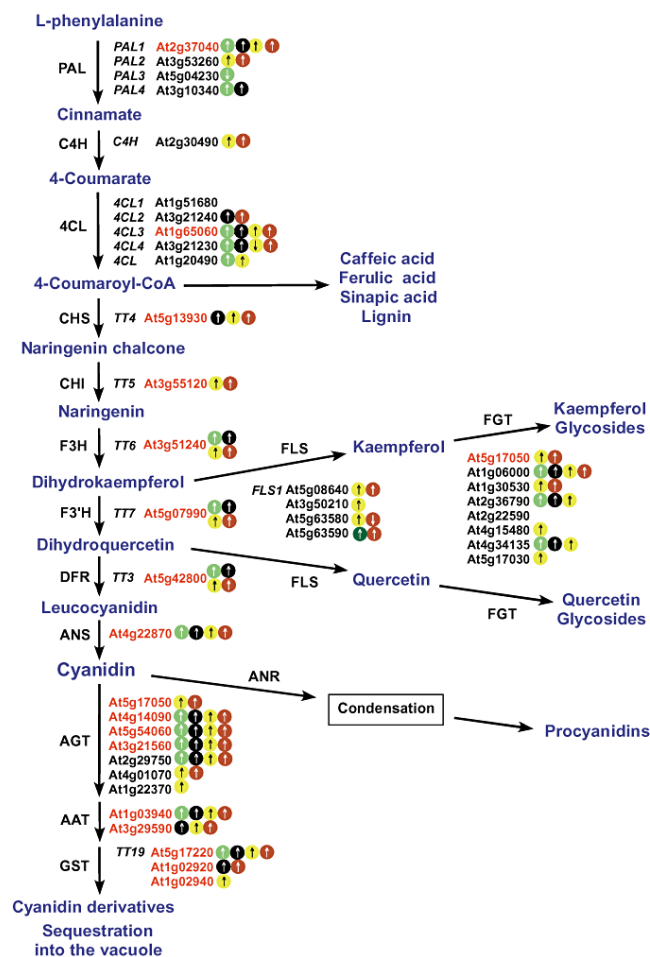 L-phenylalanine
PAL
PAL1 At2g37040
PAL2 At3g53260
PAL3 At5g04230
PAL4 At3g10340
Cinnamate
C4H
C4H At2g30490
4-Coumarate
4CL
4CL1 At1g51680
4CL2 At3g21240
4CL3 At1g65060
4CL4 At3g21230
4CL At1g20490
4-Coumaroyl-CoA
Caffeic acid
Ferulic acid
Sinapic acid
Lignin
CHS TT4 At5g13930
Naringenin chalcone
CHI TT5 At3g55120
Naringenin
F3H TT6 At3g51240
Dihydrokaempferol
FLS
Kaempferol
FGT
Kaempferol
Glycosides
FLS1 At5g08640
At3g50210
At5g63580
At5g63590
At5g17050
At1g06000
At1g30530
At2g36790
At2g22590
At4g15480
At4g34135
At5g17030
F3'H TT7 At5g07990
Dihydroquercetin
FLS
Quercetin
FGT
Quercetin
Glycosides
DFR TT3 At5g42800
Leucocyanidin
ANS At4g22870
Cyanidin
ANR
Condensation
Procyanidins
AGT
At5g17050
At4g14090
At5g54060
At3g21560
At2g29750
At4g01070
At1g22370
AAT
At1g03940
At3g29590
GST
TT19 At5g17220
At1g02920
At1g02940
Cyanidin derivatives
Sequestration
into the vacuole